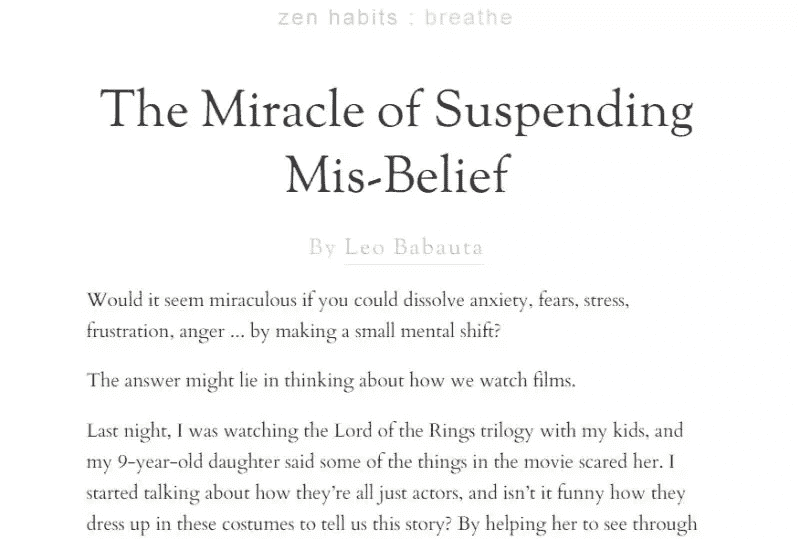 zen habits : breathe
The Miracle of Suspending
Mis-Belief
By Leo Babauta
Would it seem miraculous if you could dissolve anxiety, fears, stress,
frustration, anger ... by making a small mental shift?
The answer might lie in thinking about how we watch films.
Last night, I was watching the Lord of the Rings trilogy with my kids, and
my 9-year-old daughter said some of the things in the movie scared her. I
started talking about how they’re all just actors, and isn’t it funny how they
dress up in these costumes to tell us this story? By helping her to see through